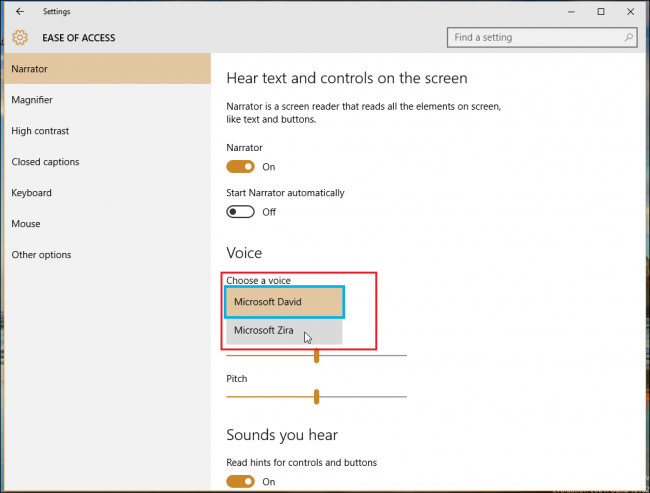 Settings
EASE OF ACCESS
Find a setting
Narrator
Magnifier
High contrast
Closed captions
Keyboard
Mouse
Other options
Hear text and controls on the screen
Narrator is a screen reader that reads all the elements on screen,
like text and buttons.
Narrator
On
Start Narrator automatically
Off
Voice
Choose a voice
Microsoft David
Microsoft Zira
Pitch
Sounds you hear
Read hints for controls and buttons
On